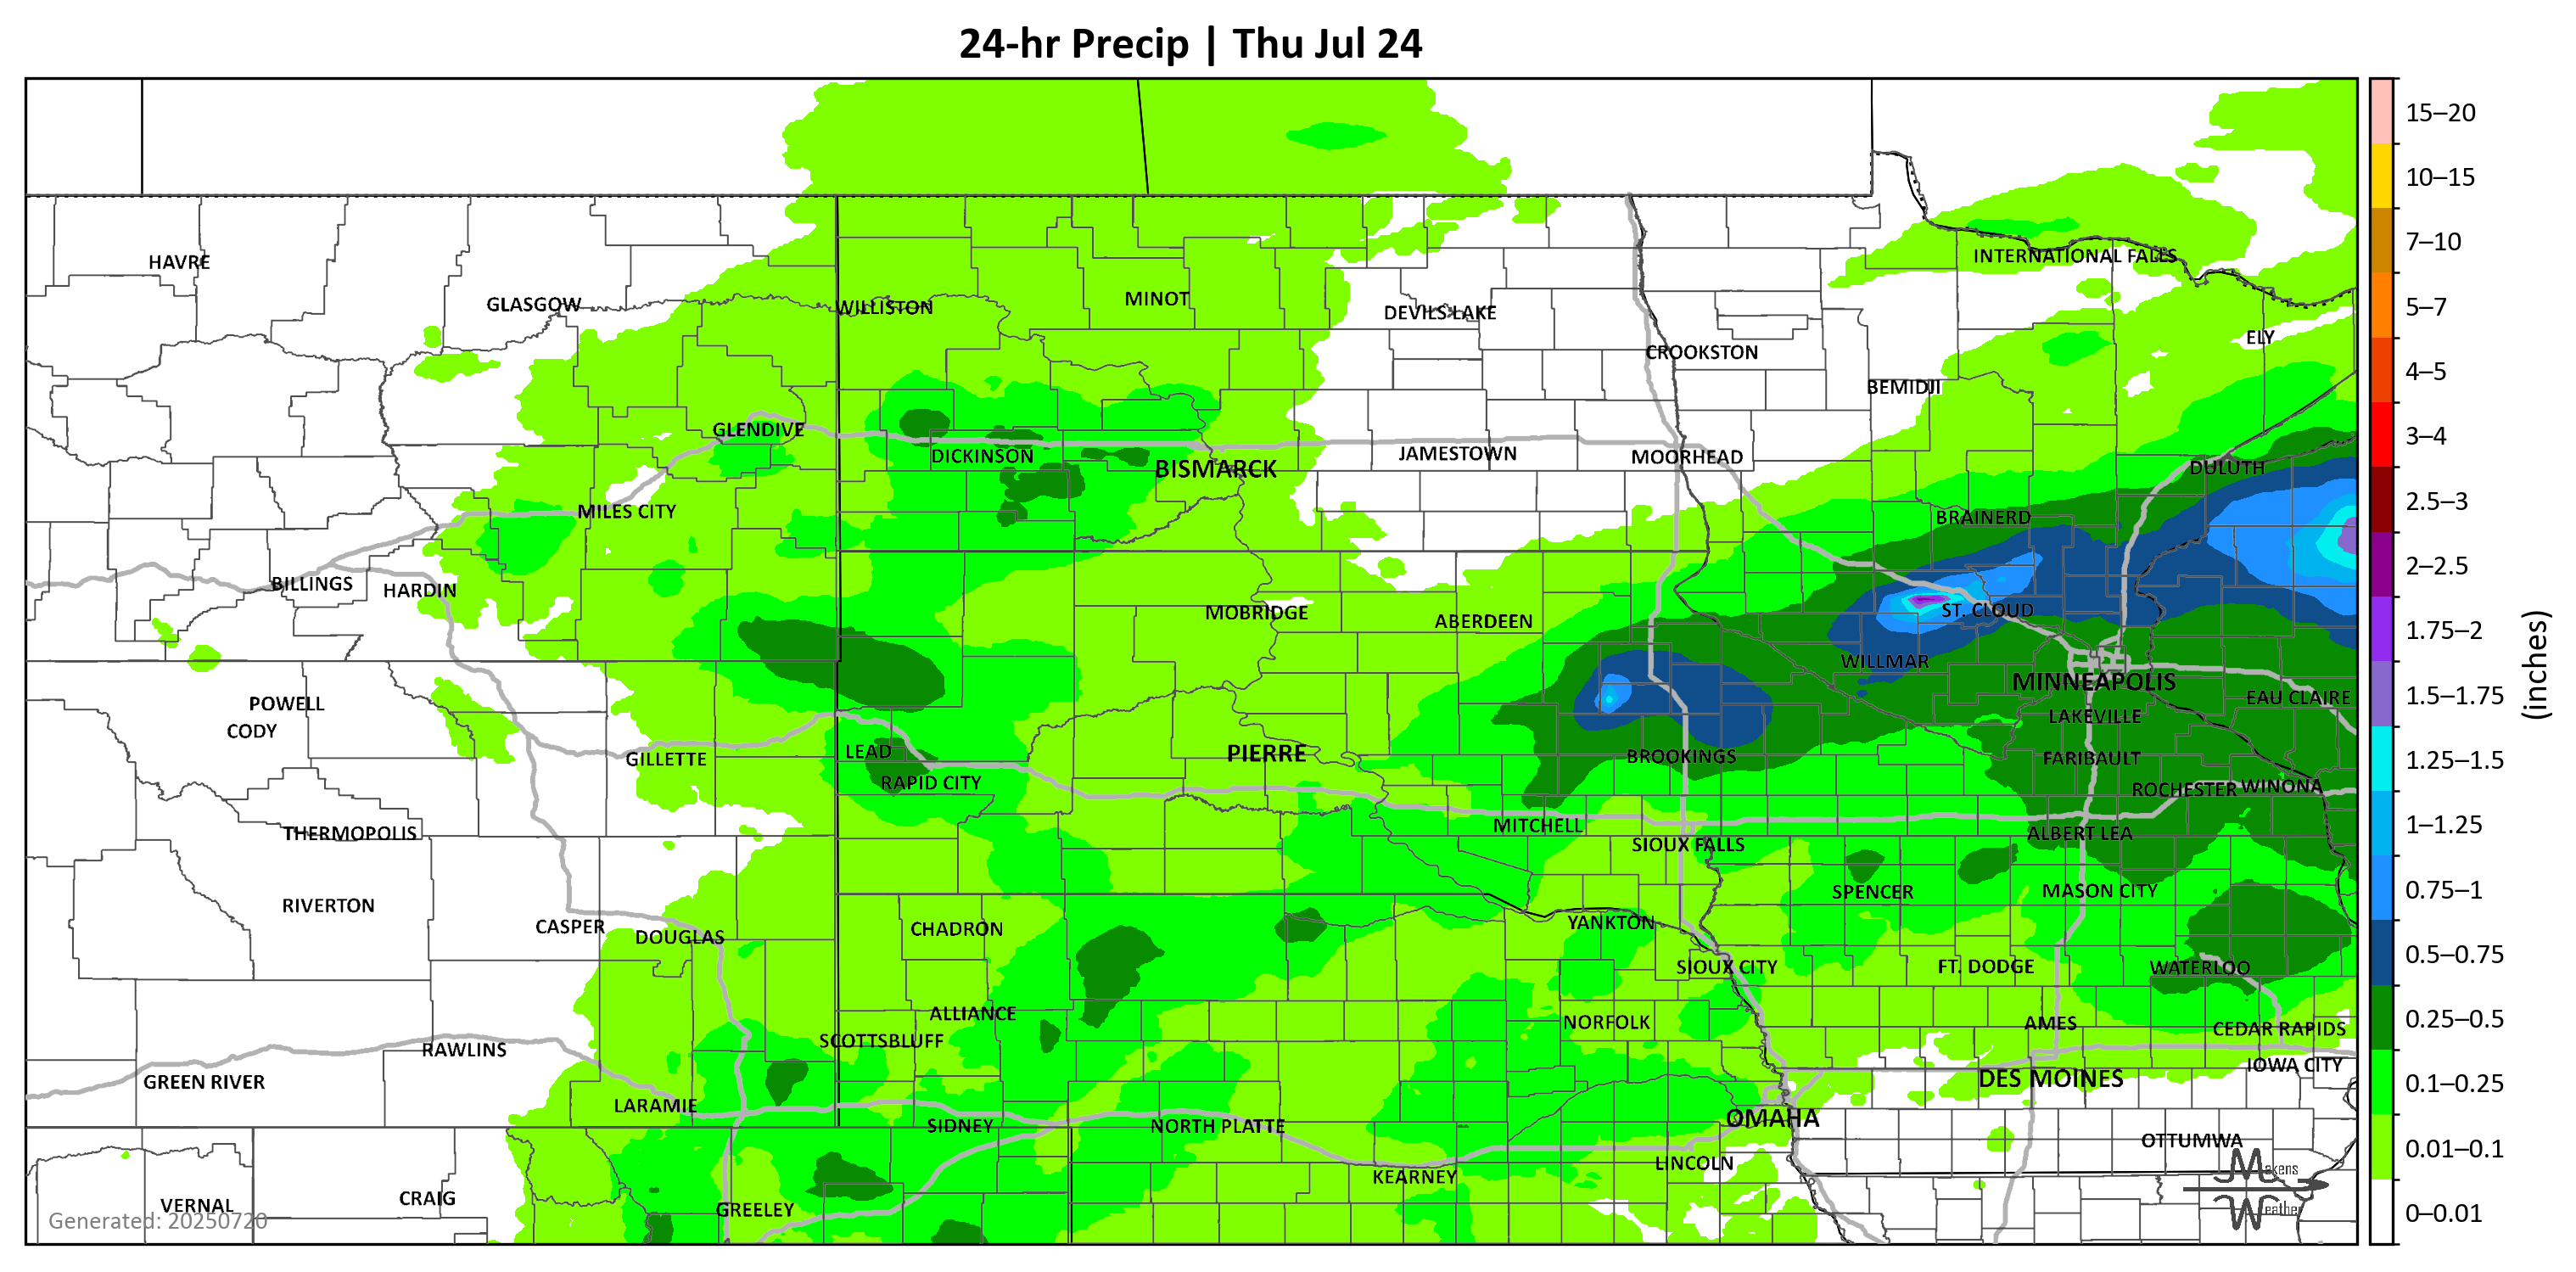 24-hr Precip | Thu Jul 24
15–20
10–15
7–10
5–7
4–5
3–4
2.5–3
2–2.5
1.75–2
1.5–1.75
1.25–1.5
1–1.25
0.75–1
0.5–0.75
0.25–0.5
0.1–0.25
0.01–0.1
0–0.01
(inches)
INTERNATIONAL FALLS
HAVRE
GLASGOW
WILLISTON
MINOT
DEVILS LAKE
ELY
CROOKSTON
BEMIDJI
GLENDIVE
DICKINSON
BISMARCK
JAMESTOWN
MOORHEAD
DULUTH
MILES CITY
BRAINERD
BILLINGS
HARDIN
MOBRIDGE
ABERDEEN
ST. CLOUD
WILLMAR
MINNEAPOLIS
EAU CLAIRE
POWELL
CODY
LAKEVILLE
GILLETTE
LEAD
PIERRE
BROOKINGS
FARIBAULT
RAPID CITY
ROCHESTER
WINONA
THERMOPOLIS
MITCHELL
ALBERT LEA
SIOUX FALLS
RIVERTON
SPENCER
MASON CITY
CASPER
DOUGLAS
CHADRON
YANKTON
SIOUX CITY
FT. DODGE
WATERLOO
ALLIANCE
NORFOLK
AMES
CEDAR RAPIDS
SCOTTSBLUFF
RAWLINS
IOWA CITY
GREEN RIVER
DES MOINES
LARAMIE
SIDNEY
NORTH PLATTE
OMAHA
OTTUMWA
LINCOLN
KEARNEY
VERNAL
CRAIG
GREELEY
Generated: 20250720
Makens
Weather